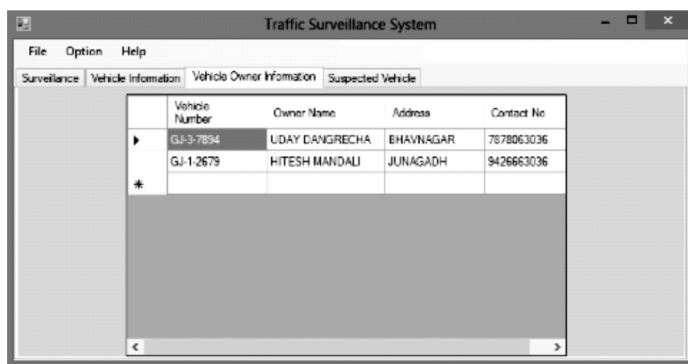 Traffic Surveillance System
File Option Help
Surveillance Vehicle Information Vehicle Owner Information Suspected Vehicle
Vehicle Number Owner Name Address Contact No
GJ-3-7894 UDAY DANGRECHA BHAVNAGAR 7878063036
GJ-1-2679 HITESH MANDALI JUNAGADH 9426663036